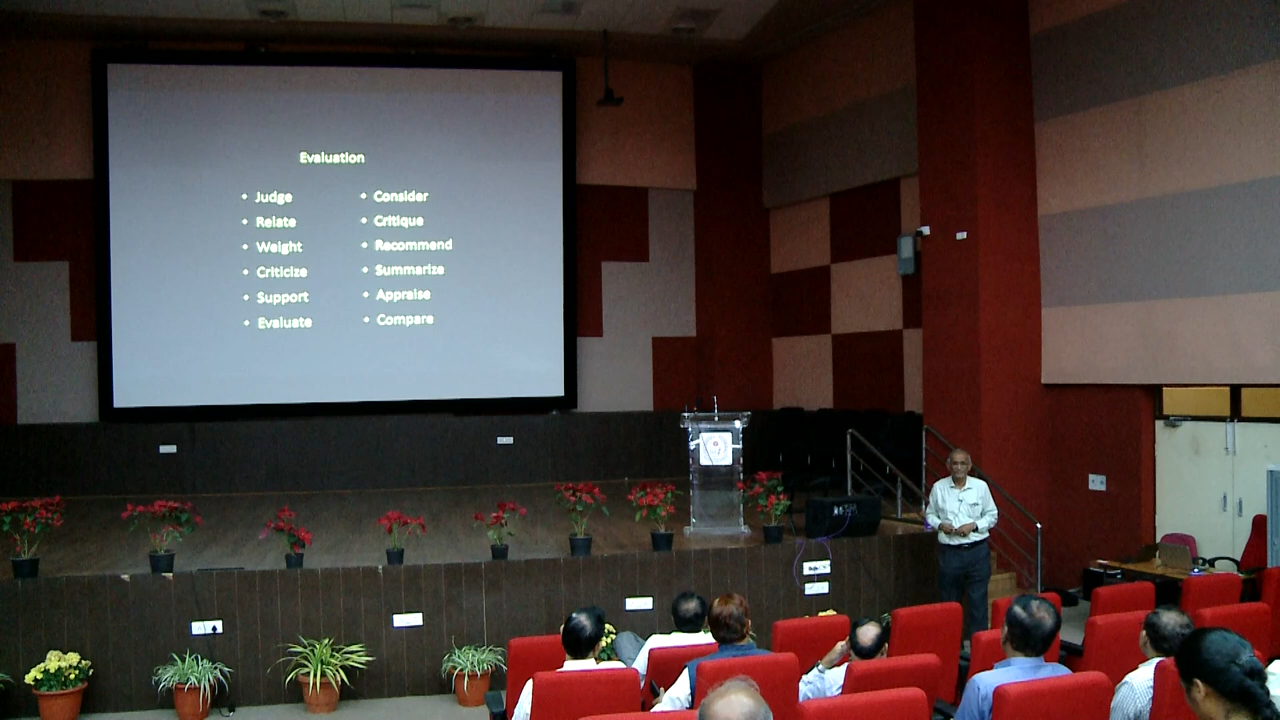 Evaluation
• Judge
• Relate
• Weight
• Criticize
• Support
• Evaluate
• Consider
• Critique
• Recommend
• Summarize
• Appraise
• Compare